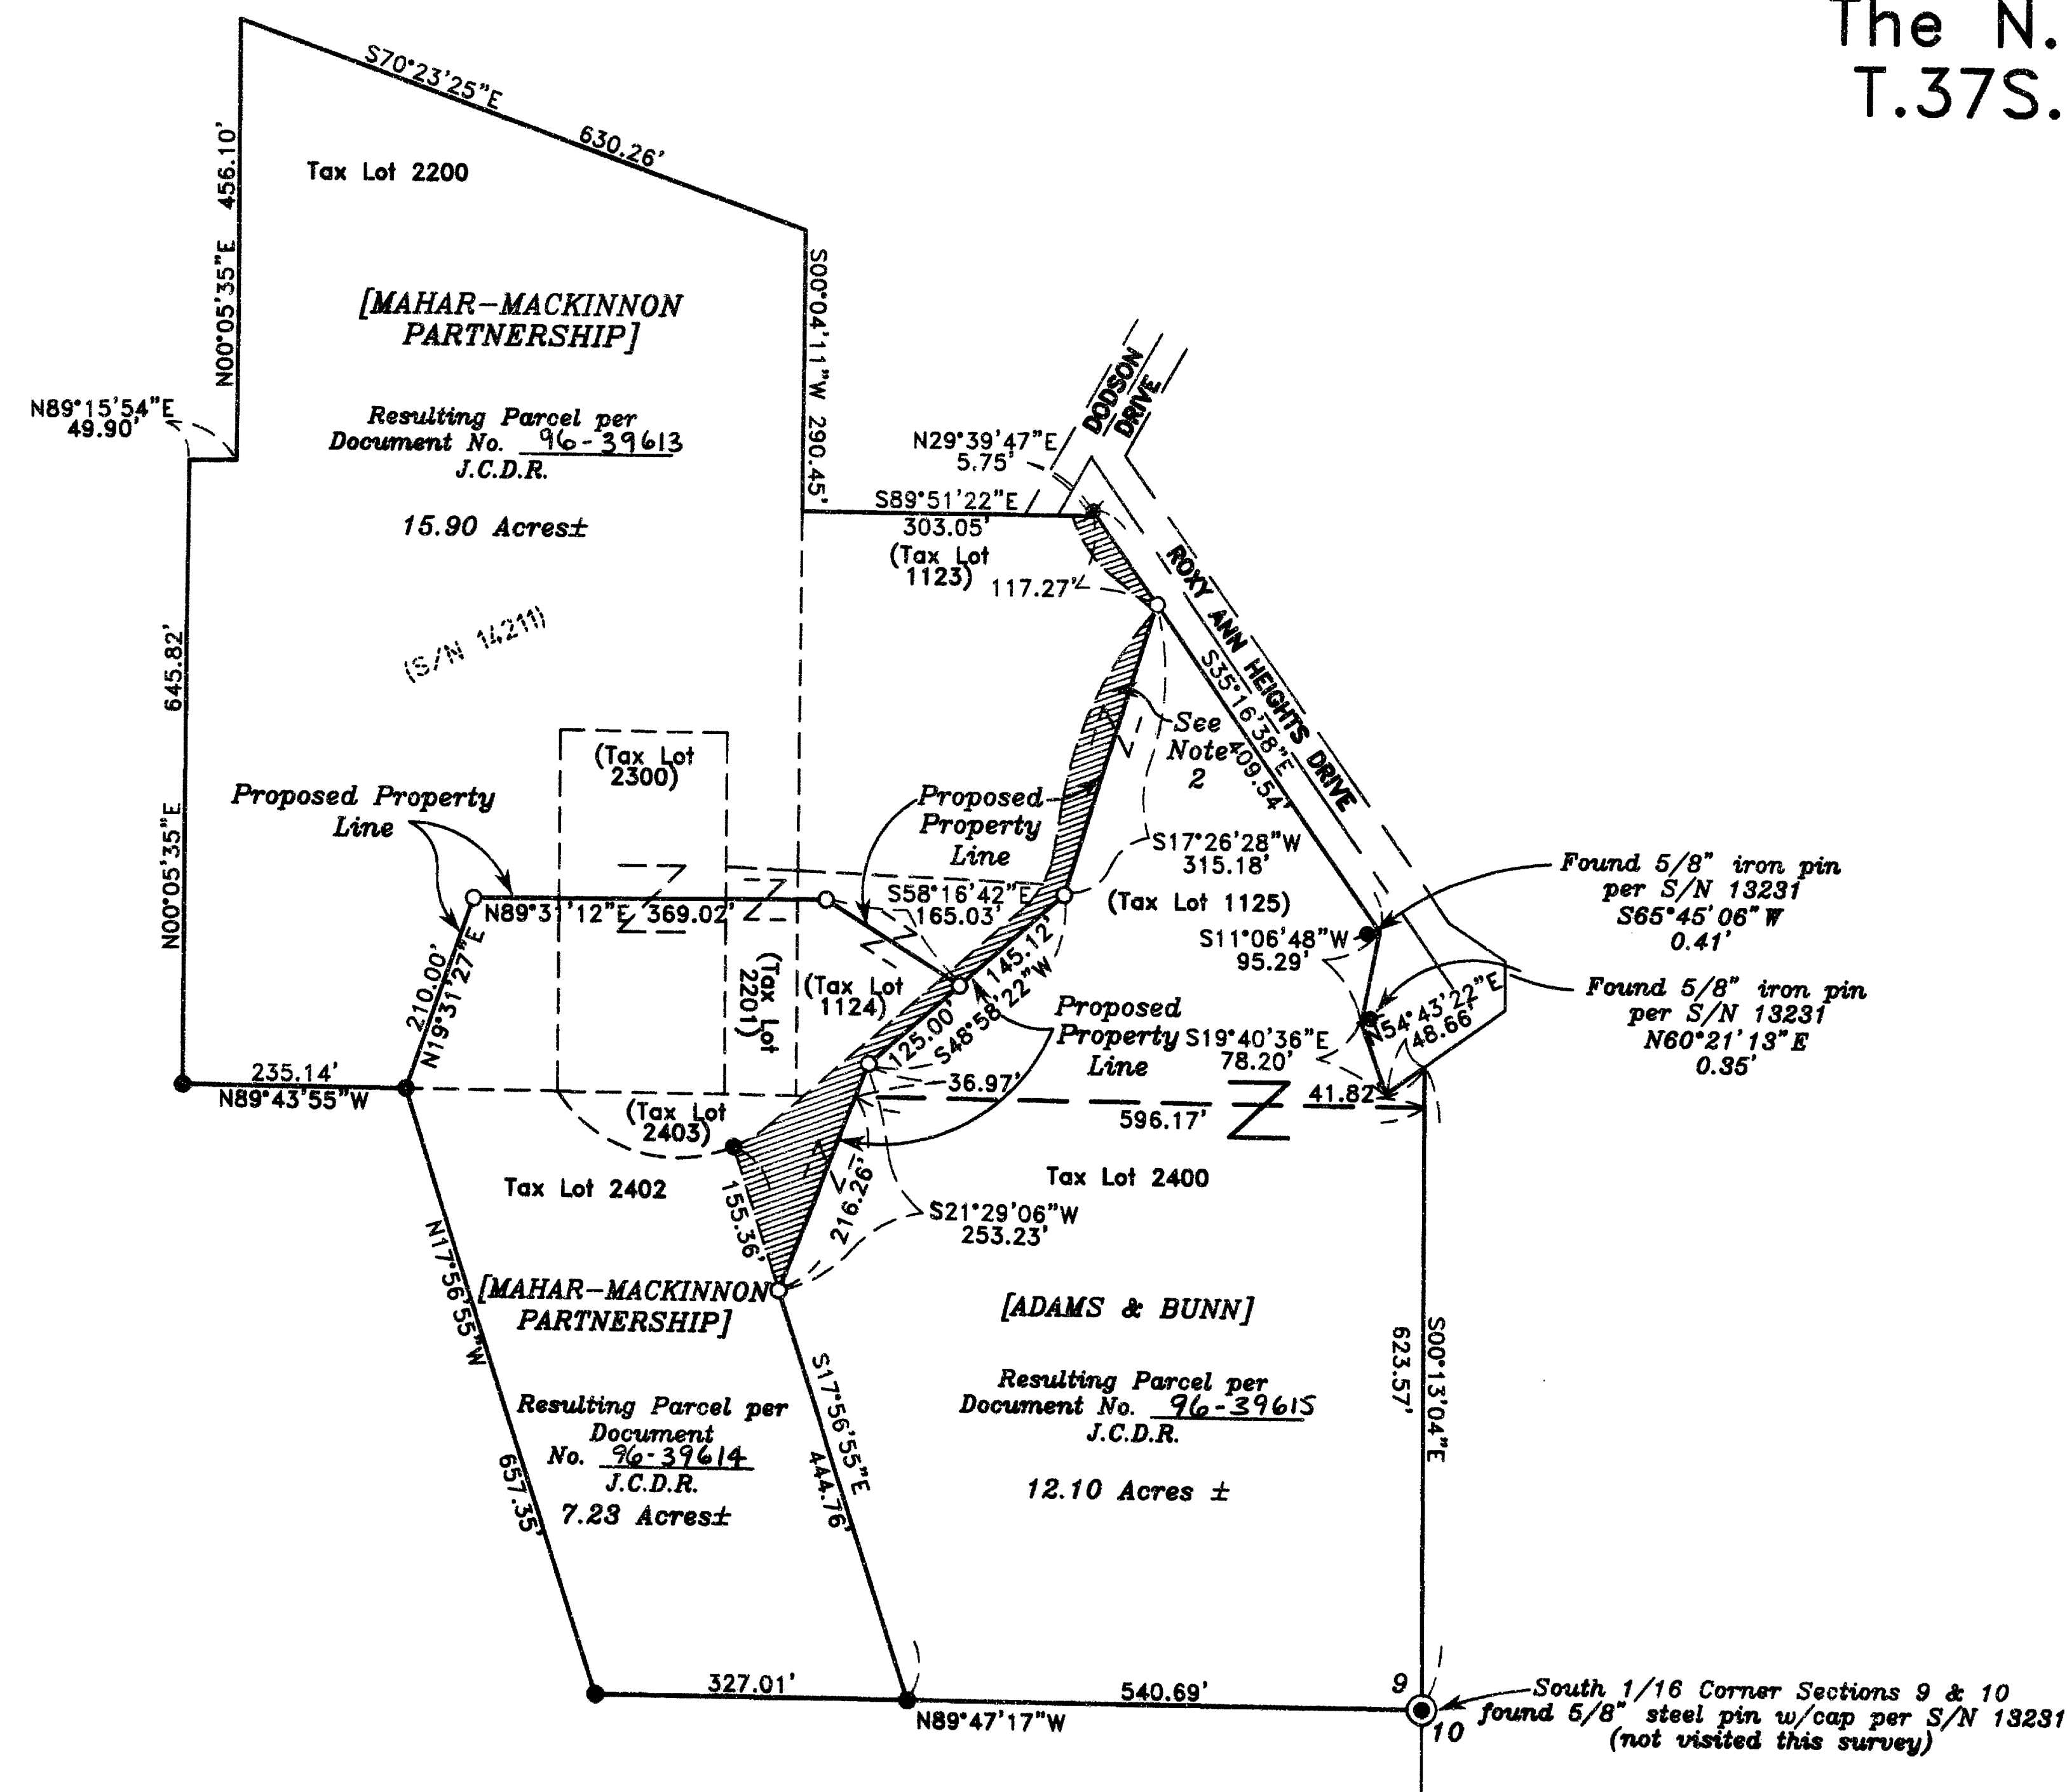 The N.
T.37S.
S70°23'25"E
630.26'
Tax Lot 2200
N00°05'35"E 456.10'
[MAHAR-MACKINNON
PARTNERSHIP]
S00°04'11"W 290.45'
DODSON
DRIVE
N89°15'54"E
49.90'
Resulting Parcel per
Document No. 96-39613
J.C.D.R.
15.90 Acres±
N29°39'47"E
5.75'
S89°51'22"E
303.05'
(Tax Lot
1123)
117.27'
ROXY ANN HEIGHTS DRIVE
S35°16'38"E
409.54'
(S/N 14211)
N00°05'35"E 645.82'
See
Note
2
(Tax Lot
2300)
Proposed Property
Line
Proposed
Property
Line
S17°26'28"W
315.18'
Found 5/8" iron pin
per S/N 13231
S65°45'06"W
0.41'
S58°16'42"E
165.03'
(Tax Lot 1125)
N89°31'12"E 369.02'
S11°06'48"W
95.29'
210.00'
N19°31'27"E
(Tax Lot
2201)
(Tax Lot
1124)
145.12'
125.00'
S48°58'22"W
Proposed
Property
Line
Found 5/8" iron pin
per S/N 13231
N60°21'13"E
0.35'
N54°43'22"E
48.66'
S19°40'36"E
78.20'
235.14'
N89°43'55"W
36.97'
596.17'
41.82'
(Tax Lot
2403)
Tax Lot 2402
155.36'
216.26'
Tax Lot 2400
S21°29'06"W
253.23'
N17°56'55"W
657.35'
[MAHAR-MACKINNON
PARTNERSHIP]
[ADAMS & BUNN]
S17°56'55"E
444.76'
S00°13'04"E
623.57'
Resulting Parcel per
Document
No. 96-39614
J.C.D.R.
7.23 Acres±
Resulting Parcel per
Document No. 96-39615
J.C.D.R.
12.10 Acres ±
327.01'
540.69'
N89°47'17"W
9
10
South 1/16 Corner Sections 9 & 10
found 5/8" steel pin w/cap per S/N 13231
(not visited this survey)